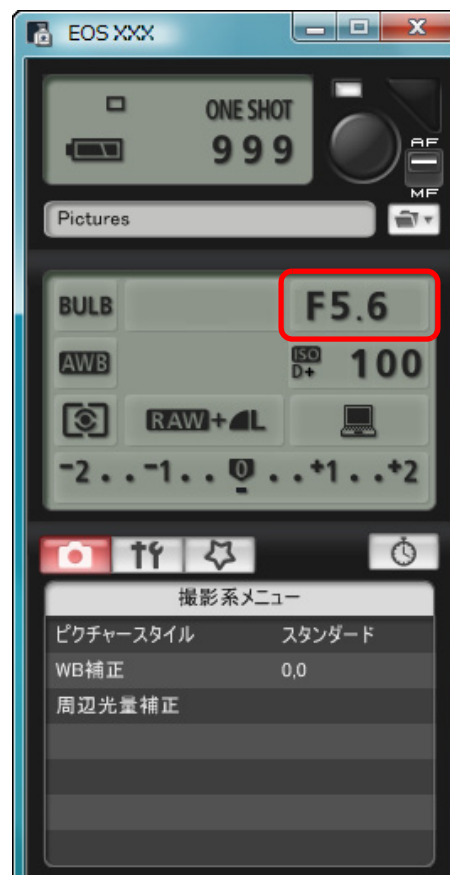 EOS XXX
ONE SHOT
999
AF
MF
Pictures
BULB F5.6
AWB ISO D+ 100
RAW+L
-2..-1..0..+1..+2
撮影系メニュー
ピクチャースタイル スタンダード
WB補正 0,0
周辺光量補正